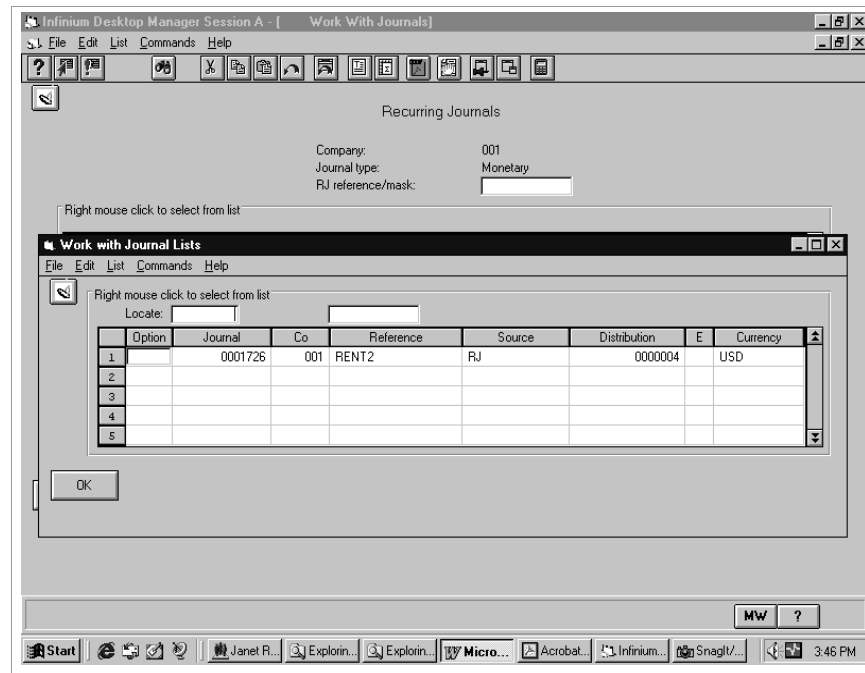 Infinium Desktop Manager Session A - [ Work With Journals]
File Edit List Commands Help
?
Recurring Journals
Company: 001
Journal type: Monetary
RJ reference/mask:
Right mouse click to select from list
Work with Journal Lists
File Edit List Commands Help
Right mouse click to select from list
Locate:
Option Journal Co Reference Source Distribution E Currency
1 0001726 001 RENT2 RJ 0000004 USD
2
3
4
5
OK
MW ?
Start Janet R... Explorin... Explorin... Micro... Acrobat... Infinium... SnagIt/... 3:46 PM